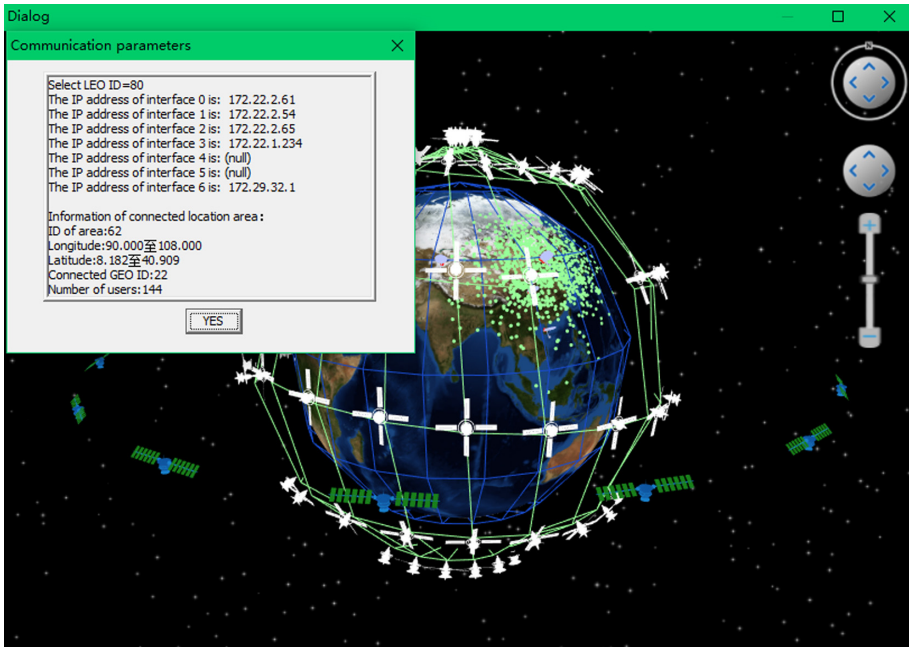 Dialog
Communication parameters
Select LEO ID=80
The IP address of interface 0 is:  172.22.2.61
The IP address of interface 1 is:  172.22.2.54
The IP address of interface 2 is:  172.22.2.65
The IP address of interface 3 is:  172.22.1.234
The IP address of interface 4 is: (null)
The IP address of interface 5 is: (null)
The IP address of interface 6 is:  172.29.32.1
Information of connected location area：
ID of area:62
Longitude:90.000至108.000
Latitude:8.182至40.909
Connected GEO ID:22
Number of users:144
YES
N